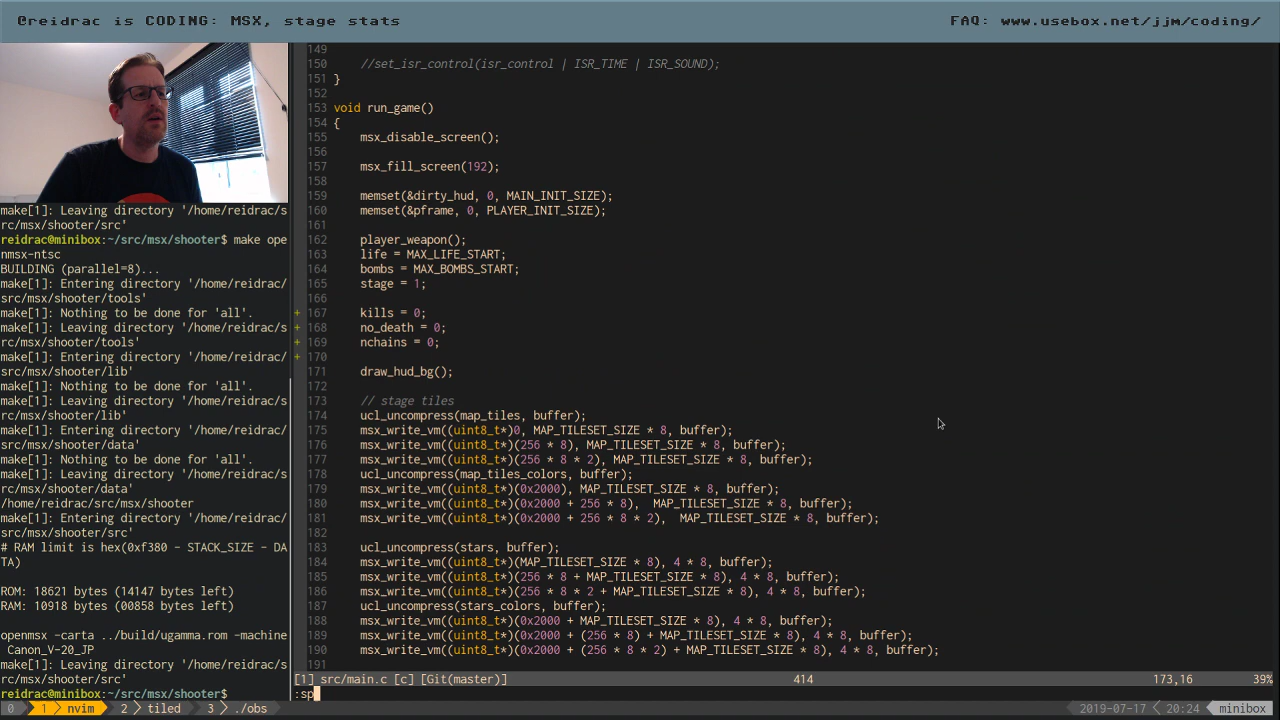 @reidrac is CODING: MSX, stage stats
FAQ: www.usebox.net/jjm/coding/
make[1]: Leaving directory '/home/reidrac/s
rc/msx/shooter/src'
reidrac@minibox:~/src/msx/shooter$ make ope
nmsx-ntsc
BUILDING (parallel=8)...
make[1]: Entering directory '/home/reidrac/
src/msx/shooter/tools'
make[1]: Nothing to be done for 'all'.
make[1]: Leaving directory '/home/reidrac/s
rc/msx/shooter/tools'
make[1]: Entering directory '/home/reidrac/
src/msx/shooter/lib'
make[1]: Nothing to be done for 'all'.
make[1]: Leaving directory '/home/reidrac/s
rc/msx/shooter/lib'
make[1]: Entering directory '/home/reidrac/
src/msx/shooter/data'
make[1]: Nothing to be done for 'all'.
make[1]: Leaving directory '/home/reidrac/s
rc/msx/shooter/data'
/home/reidrac/src/msx/shooter
make[1]: Entering directory '/home/reidrac/
src/msx/shooter/src'
# RAM limit is hex(0xf380 - STACK_SIZE - DA
TA)
ROM: 18621 bytes (14147 bytes left)
RAM: 10918 bytes (00858 bytes left)
openmsx -carta ../build/ugamma.rom -machine
Canon_V-20_JP
make[1]: Leaving directory '/home/reidrac/s
rc/msx/shooter/src'
reidrac@minibox:~/src/msx/shooter$
149
150 //set_isr_control(isr_control | ISR_TIME | ISR_SOUND);
151 }
152
153 void run_game()
154 {
155 msx_disable_screen();
156
157 msx_fill_screen(192);
158
159 memset(&dirty_hud, 0, MAIN_INIT_SIZE);
160 memset(&pframe, 0, PLAYER_INIT_SIZE);
161
162 player_weapon();
163 life = MAX_LIFE_START;
164 bombs = MAX_BOMBS_START;
165 stage = 1;
166
+ 167 kills = 0;
+ 168 no_death = 0;
+ 169 nchains = 0;
+ 170
171 draw_hud_bg();
172
173 // stage tiles
174 ucl_uncompress(map_tiles, buffer);
175 msx_write_vm((uint8_t*)0, MAP_TILESET_SIZE * 8, buffer);
176 msx_write_vm((uint8_t*)(256 * 8), MAP_TILESET_SIZE * 8, buffer);
177 msx_write_vm((uint8_t*)(256 * 8 * 2), MAP_TILESET_SIZE * 8, buffer);
178 ucl_uncompress(map_tiles_colors, buffer);
179 msx_write_vm((uint8_t*)(0x2000), MAP_TILESET_SIZE * 8, buffer);
180 msx_write_vm((uint8_t*)(0x2000 + 256 * 8),  MAP_TILESET_SIZE * 8, buffer);
181 msx_write_vm((uint8_t*)(0x2000 + 256 * 8 * 2),  MAP_TILESET_SIZE * 8, buffer);
182
183 ucl_uncompress(stars, buffer);
184 msx_write_vm((uint8_t*)(MAP_TILESET_SIZE * 8), 4 * 8, buffer);
185 msx_write_vm((uint8_t*)(256 * 8 + MAP_TILESET_SIZE * 8), 4 * 8, buffer);
186 msx_write_vm((uint8_t*)(256 * 8 * 2 + MAP_TILESET_SIZE * 8), 4 * 8, buffer);
187 ucl_uncompress(stars_colors, buffer);
188 msx_write_vm((uint8_t*)(0x2000 + MAP_TILESET_SIZE * 8), 4 * 8, buffer);
189 msx_write_vm((uint8_t*)(0x2000 + (256 * 8) + MAP_TILESET_SIZE * 8), 4 * 8, buffer);
190 msx_write_vm((uint8_t*)(0x2000 + (256 * 8 * 2) + MAP_TILESET_SIZE * 8), 4 * 8, buffer);
191
[1] src/main.c [c] [Git(master)] 414 173,16 39%
:sp
0 1 nvim 2 tiled 3 ./obs 2019-07-17 20:24 minibox